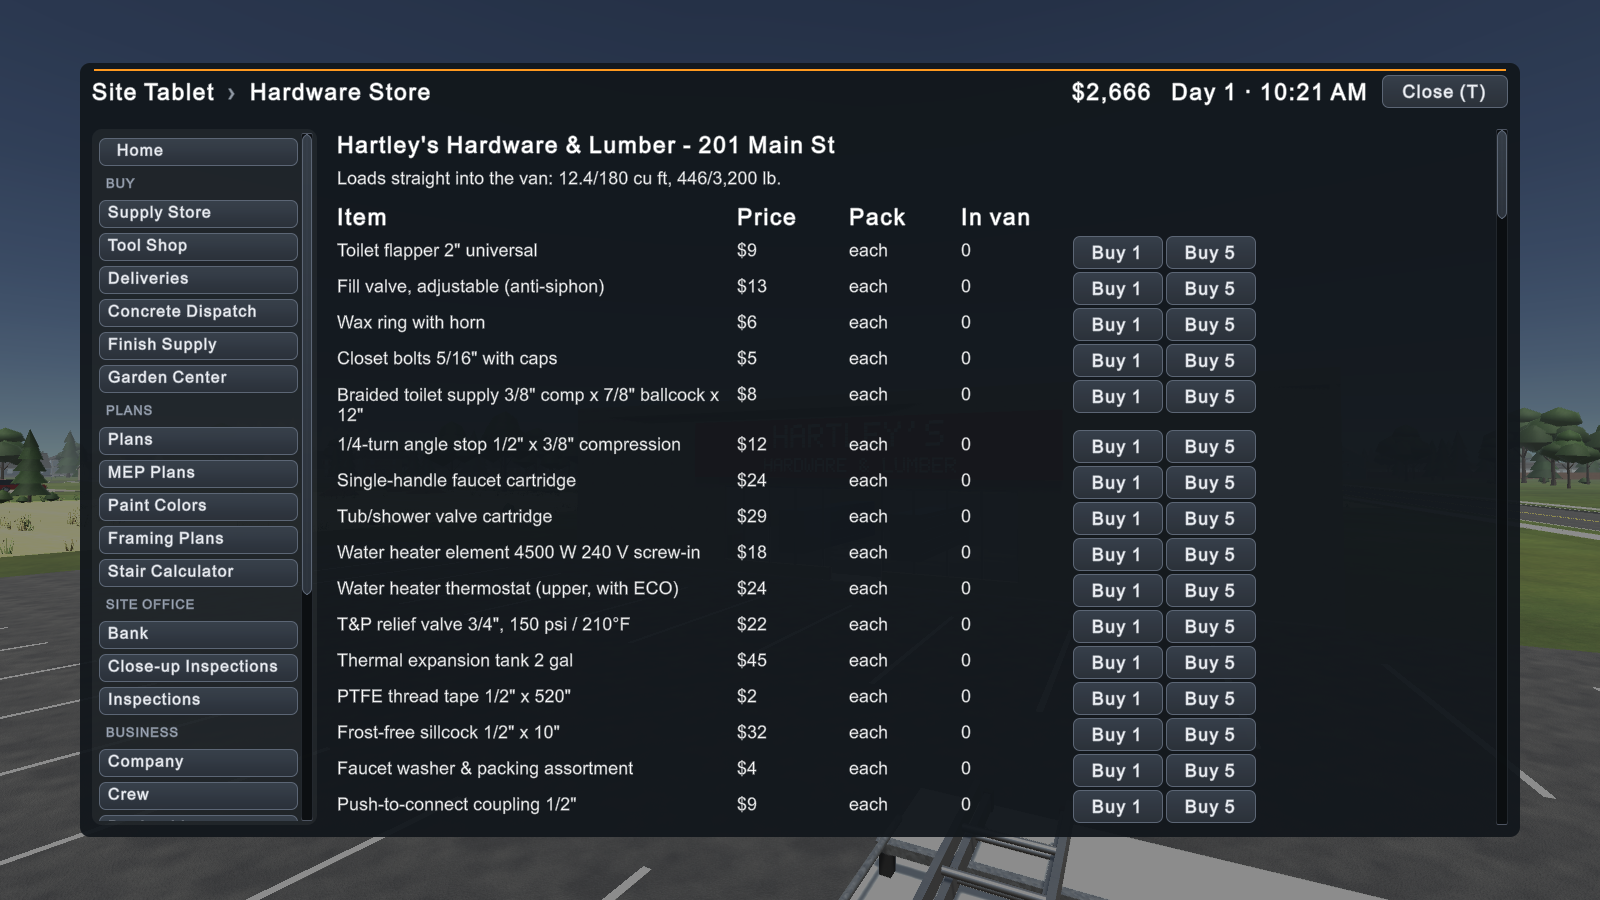 Site Tablet › Hardware Store
$2,666 Day 1 · 10:21 AM Close (T)
Home
BUY
Supply Store
Tool Shop
Deliveries
Concrete Dispatch
Finish Supply
Garden Center
PLANS
Plans
MEP Plans
Paint Colors
Framing Plans
Stair Calculator
SITE OFFICE
Bank
Close-up Inspections
Inspections
BUSINESS
Company
Crew
Hartley's Hardware & Lumber - 201 Main St
Loads straight into the van: 12.4/180 cu ft, 446/3,200 lb.
Item Price Pack In van
Toilet flapper 2" universal $9 each 0 Buy 1 Buy 5
Fill valve, adjustable (anti-siphon) $13 each 0 Buy 1 Buy 5
Wax ring with horn $6 each 0 Buy 1 Buy 5
Closet bolts 5/16" with caps $5 each 0 Buy 1 Buy 5
Braided toilet supply 3/8" comp x 7/8" ballcock x $8 each 0 Buy 1 Buy 5
12"
1/4-turn angle stop 1/2" x 3/8" compression $12 each 0 Buy 1 Buy 5
Single-handle faucet cartridge $24 each 0 Buy 1 Buy 5
Tub/shower valve cartridge $29 each 0 Buy 1 Buy 5
Water heater element 4500 W 240 V screw-in $18 each 0 Buy 1 Buy 5
Water heater thermostat (upper, with ECO) $24 each 0 Buy 1 Buy 5
T&P relief valve 3/4", 150 psi / 210°F $22 each 0 Buy 1 Buy 5
Thermal expansion tank 2 gal $45 each 0 Buy 1 Buy 5
PTFE thread tape 1/2" x 520" $2 each 0 Buy 1 Buy 5
Frost-free sillcock 1/2" x 10" $32 each 0 Buy 1 Buy 5
Faucet washer & packing assortment $4 each 0 Buy 1 Buy 5
Push-to-connect coupling 1/2" $9 each 0 Buy 1 Buy 5
HARTLEY'S
HARDWARE & LUMBER